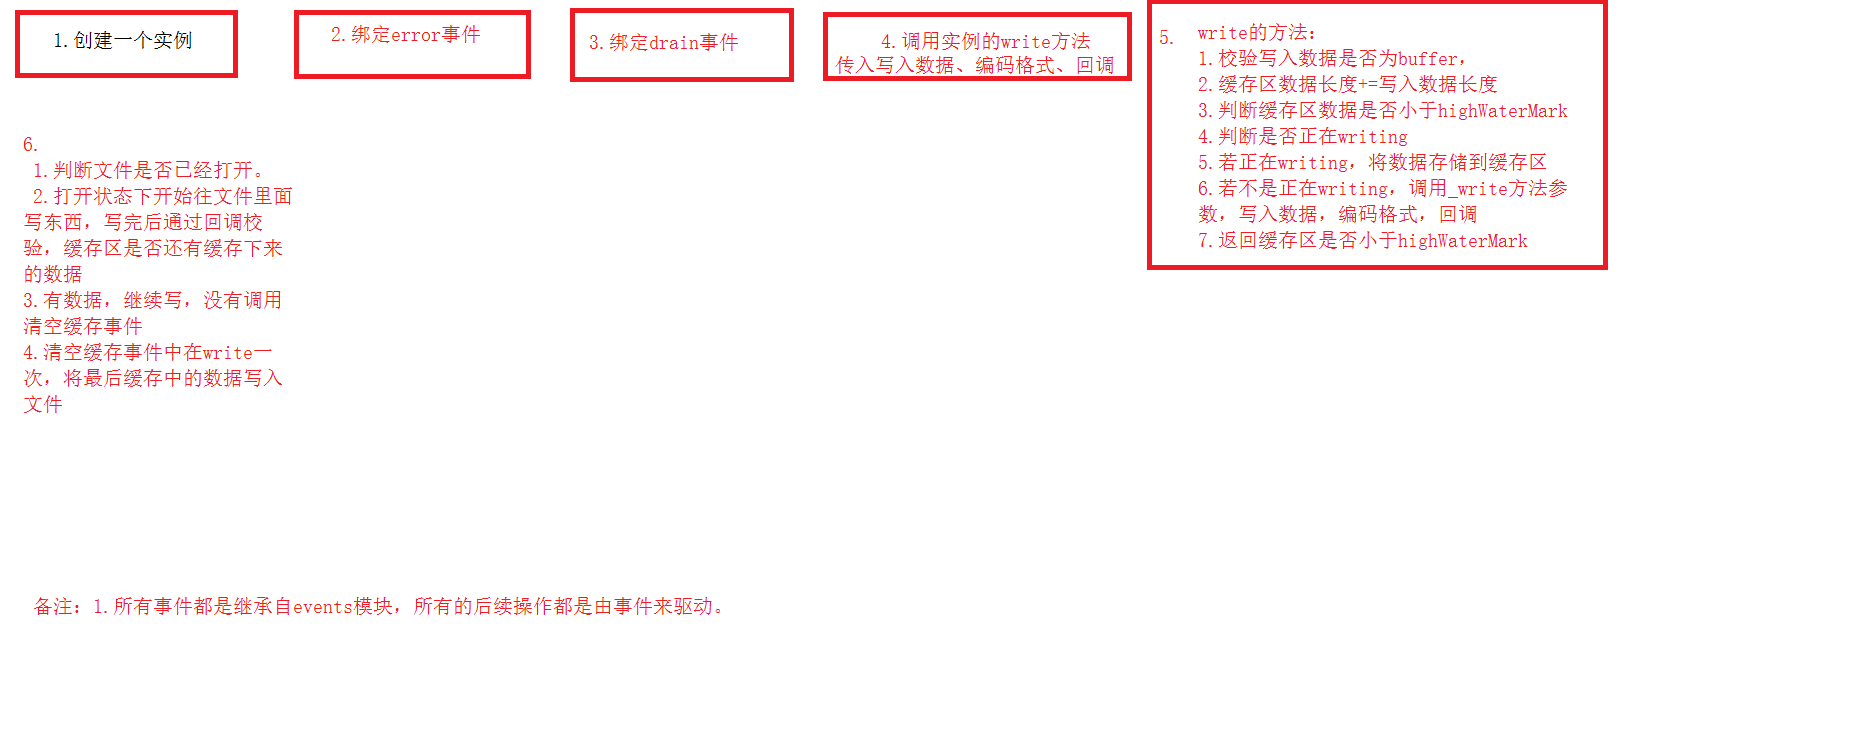 1.创建一个实例
2.绑定error事件
3.绑定drain事件
4.调用实例的write方法
传入写入数据、编码格式、回调
5.
write的方法：
1.校验写入数据是否为buffer，
2.缓存区数据长度+=写入数据长度
3.判断缓存区数据是否小于highWaterMark
4.判断是否正在writing
5.若正在writing，将数据存储到缓存区
6.若不是正在writing，调用_write方法参
数，写入数据，编码格式，回调
7.返回缓存区是否小于highWaterMark
6.
1.判断文件是否已经打开。
2.打开状态下开始往文件里面
写东西，写完后通过回调校
验，缓存区是否还有缓存下来
的数据
3.有数据，继续写，没有调用
清空缓存事件
4.清空缓存事件中在write一
次，将最后缓存中的数据写入
文件
备注：1.所有事件都是继承自events模块，所有的后续操作都是由事件来驱动。